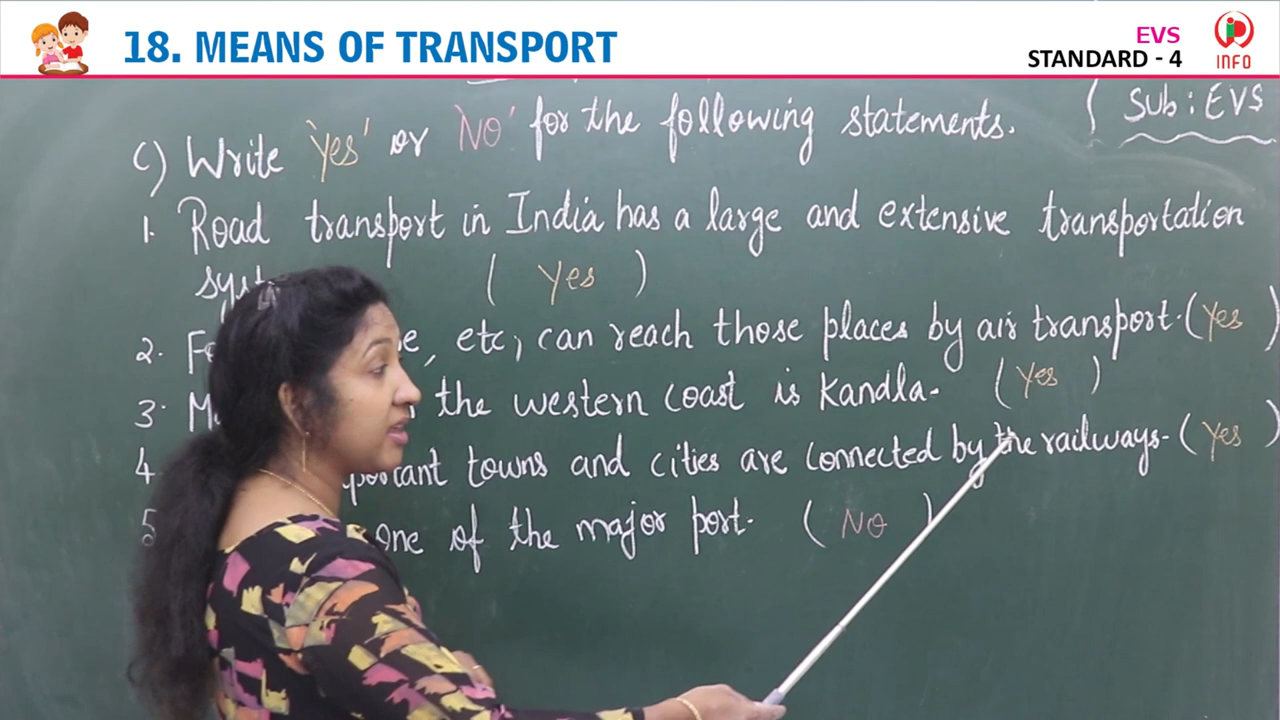 18. MEANS OF TRANSPORT
EVS
STANDARD - 4
INFO
Sub: EVS
C) Write 'Yes' or 'No' for the following statements.
1. Road transport in India has a large and extensive transportation
( Yes )
2. etc, can reach those places by air transport. (Yes )
3. the western coast is Kandla. ( Yes )
4 towns and cities are connected by the railways. ( Yes )
5 one of the major port. ( No )